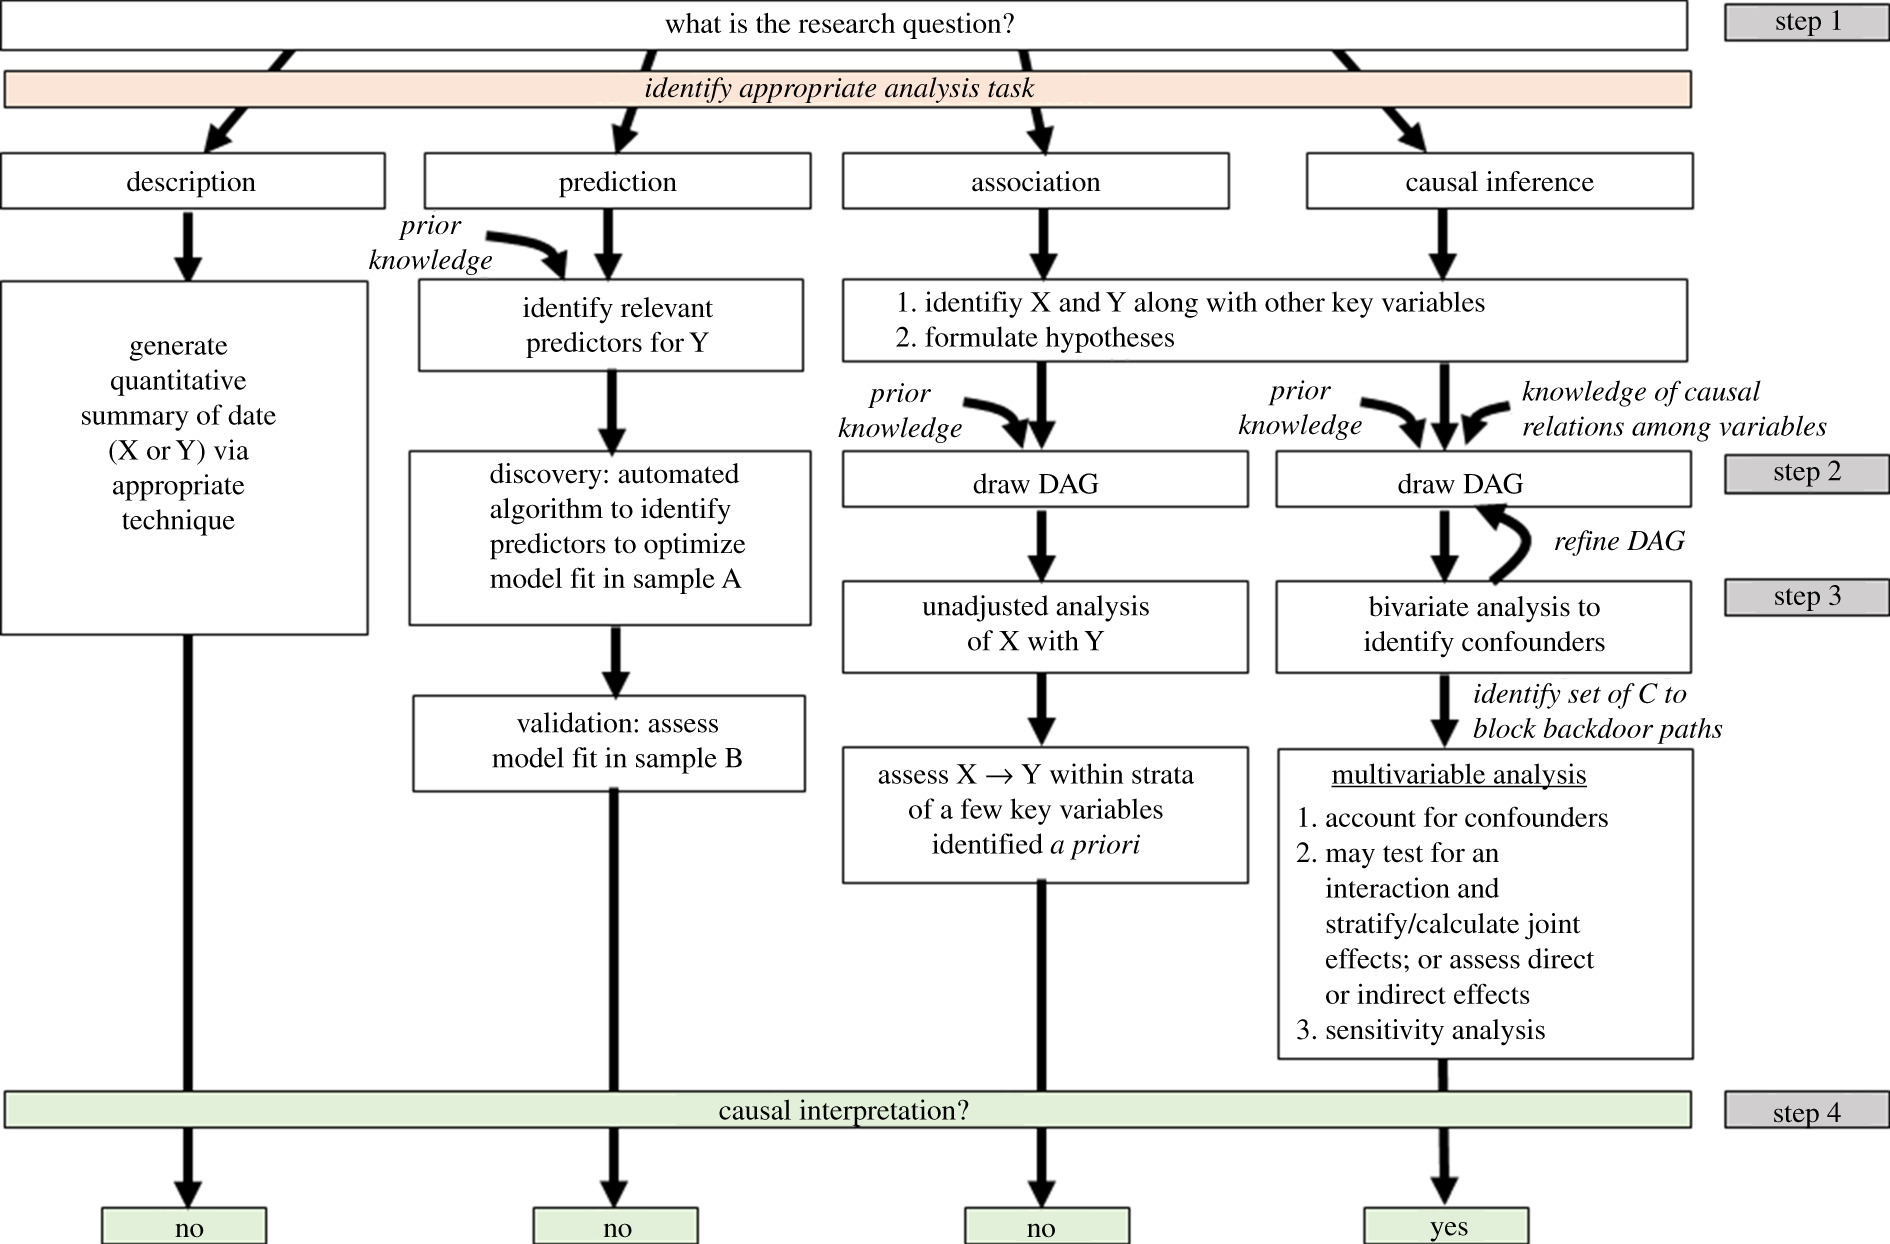 what is the research question?
step 1
identify appropriate analysis task
description
prediction
association
causal inference
prior
knowledge
generate
quantitative
summary of date
(X or Y) via
appropriate
technique
identify relevant
predictors for Y
discovery: automated
algorithm to identify
predictors to optimize
model fit in sample A
validation: assess
model fit in sample B
1. identifiy X and Y along with other key variables
2. formulate hypotheses
prior
knowledge
prior
knowledge
knowledge of causal
relations among variables
draw DAG
draw DAG
step 2
refine DAG
unadjusted analysis
of X with Y
bivariate analysis to
identify confounders
step 3
identify set of C to
block backdoor paths
assess X → Y within strata
of a few key variables
identified a priori
multivariable analysis
1. account for confounders
2. may test for an
interaction and
stratify/calculate joint
effects; or assess direct
or indirect effects
3. sensitivity analysis
causal interpretation?
step 4
no
no
no
yes